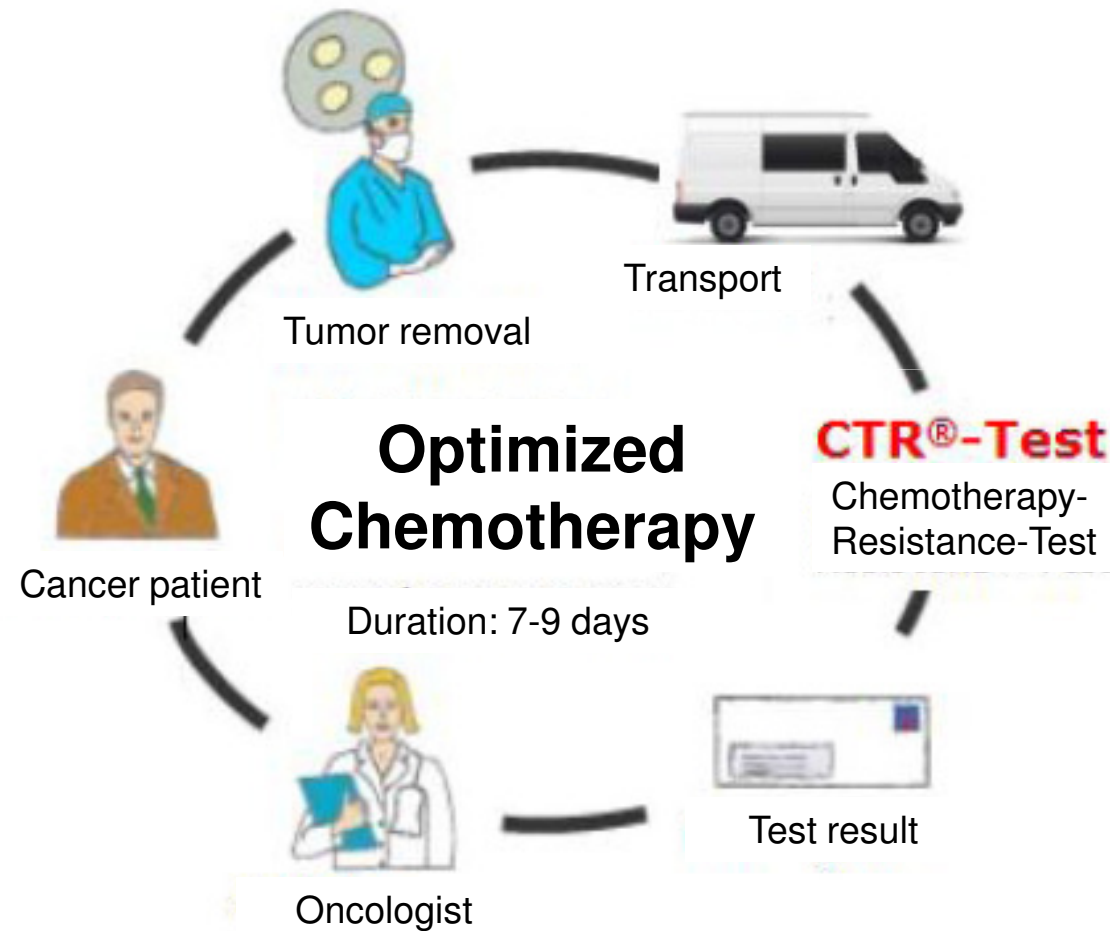 Transport
Tumor removal
Optimized
Chemotherapy
CTR®-Test
Chemotherapy-
Resistance-Test
Cancer patient
Duration: 7-9 days
Test result
Oncologist